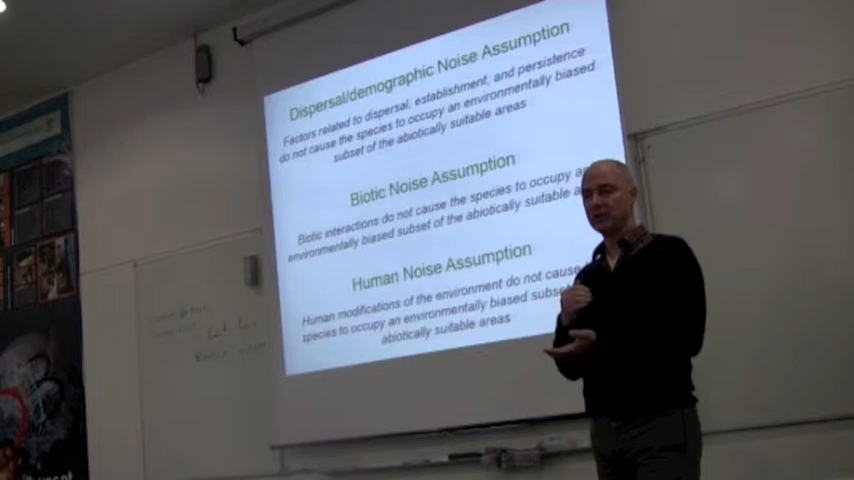 Dispersal/demographic Noise Assumption
Factors related to dispersal, establishment, and persistence
do not cause the species to occupy an environmentally biased
subset of the abiotically suitable areas
Biotic Noise Assumption
Biotic interactions do not cause the species to occupy
environmentally biased subset of the abiotically suitable
Human Noise Assumption
Human modifications of the environment do not cause
species to occupy an environmentally biased subset
abiotically suitable areas